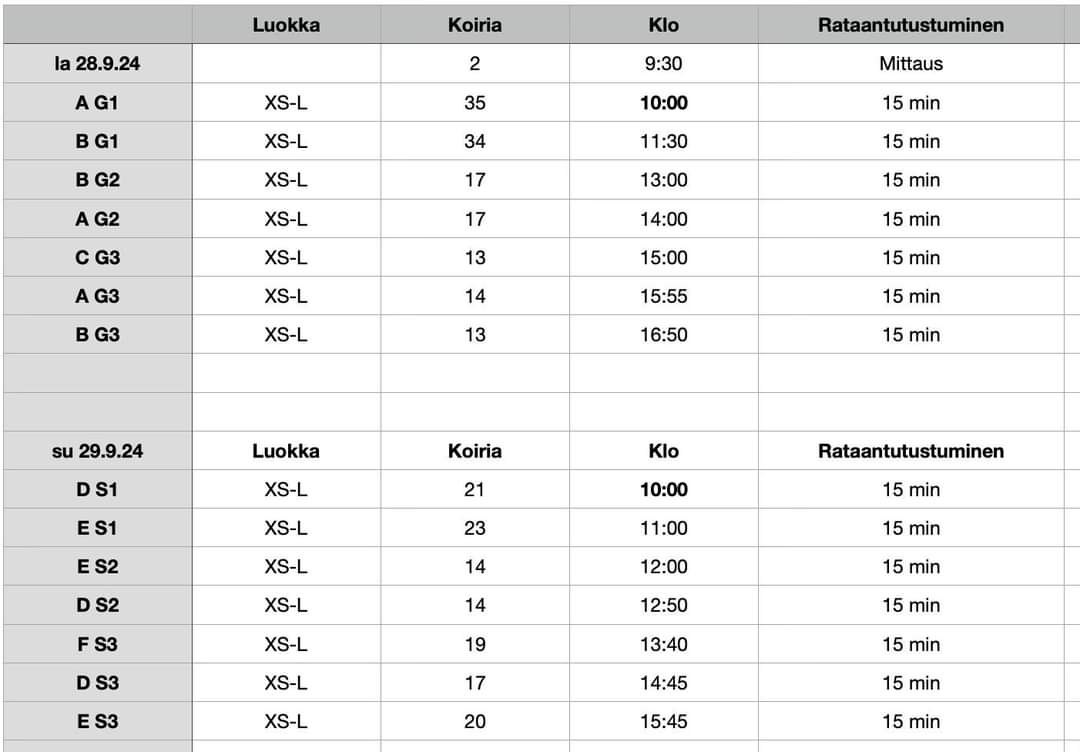 Luokka Koiria Klo Rataantutustuminen
la 28.9.24 2 9:30 Mittaus
A G1 XS-L 35 10:00 15 min
B G1 XS-L 34 11:30 15 min
B G2 XS-L 17 13:00 15 min
A G2 XS-L 17 14:00 15 min
C G3 XS-L 13 15:00 15 min
A G3 XS-L 14 15:55 15 min
B G3 XS-L 13 16:50 15 min
su 29.9.24 Luokka Koiria Klo Rataantutustuminen
D S1 XS-L 21 10:00 15 min
E S1 XS-L 23 11:00 15 min
E S2 XS-L 14 12:00 15 min
D S2 XS-L 14 12:50 15 min
F S3 XS-L 19 13:40 15 min
D S3 XS-L 17 14:45 15 min
E S3 XS-L 20 15:45 15 min